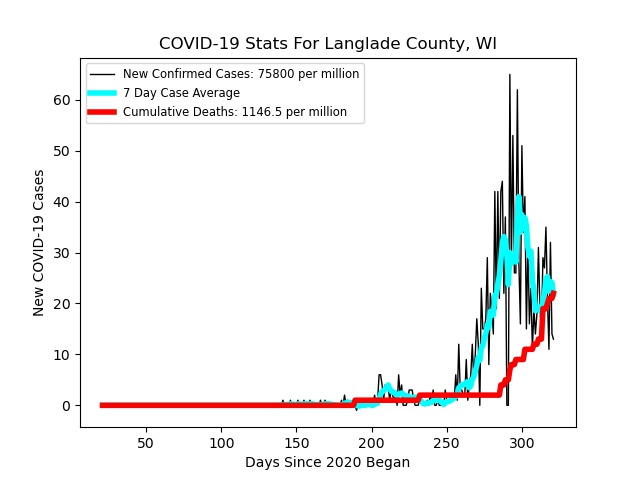 COVID-19 Stats For Langlade County, WI
New Confirmed Cases: 75800 per million
7 Day Case Average
Cumulative Deaths: 1146.5 per million
New COVID-19 Cases
60
50
40
30
20
10
0
50 100 150 200 250 300
Days Since 2020 Began